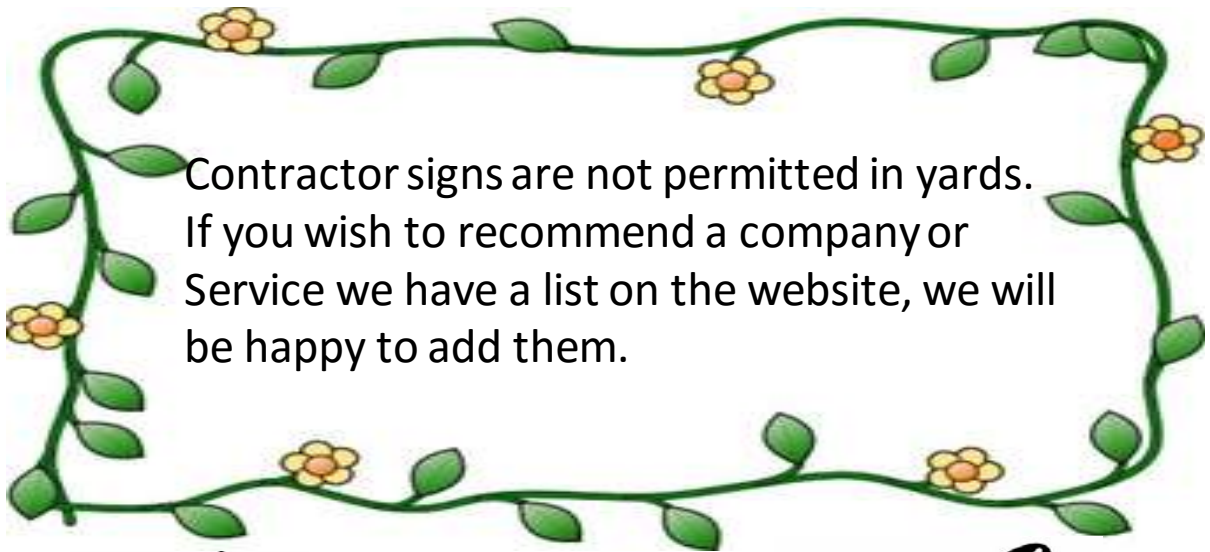 Contractor signs are not permitted in yards.
If you wish to recommend a company or
Service we have a list on the website, we will
be happy to add them.